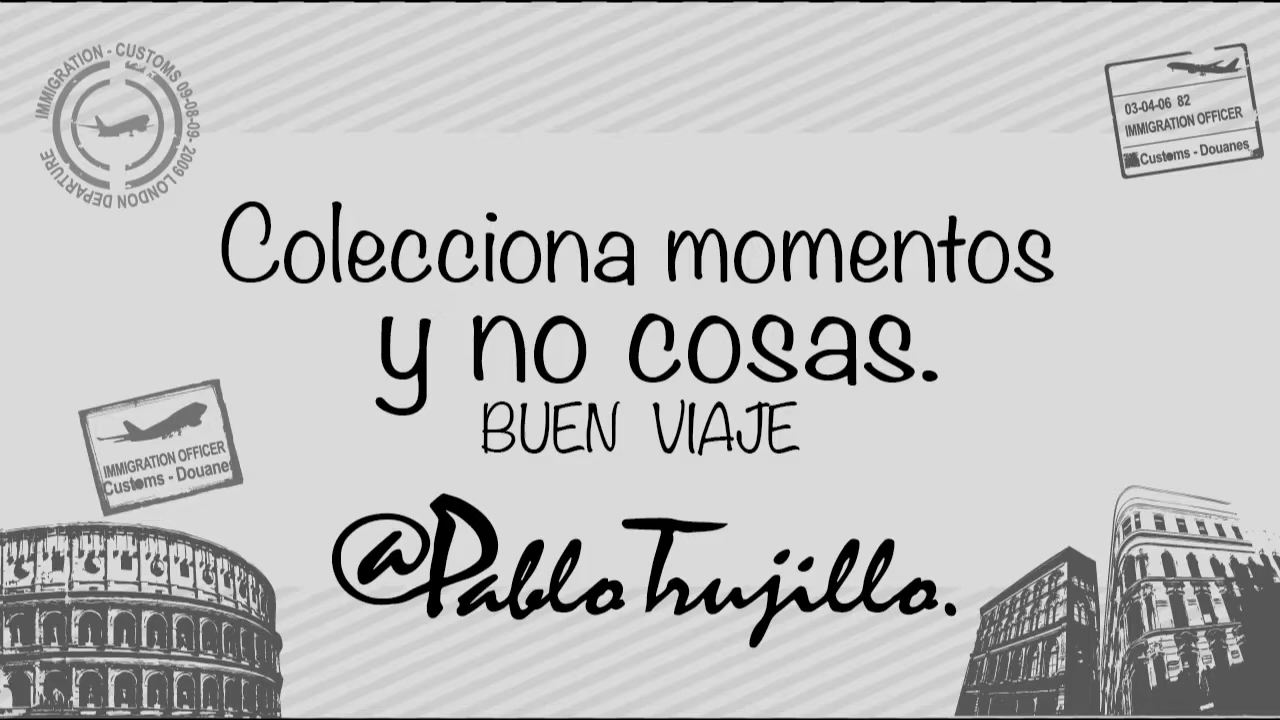 IMMIGRATION - CUSTOMS 09-08-09- 2009 LONDON DEPARTURE
03-04-06 82
IMMIGRATION OFFICER
Customs - Douanes
Colecciona momentos
y no cosas.
BUEN VIAJE
IMMIGRATION OFFICER
Customs - Douanes
@PabloTrujillo.